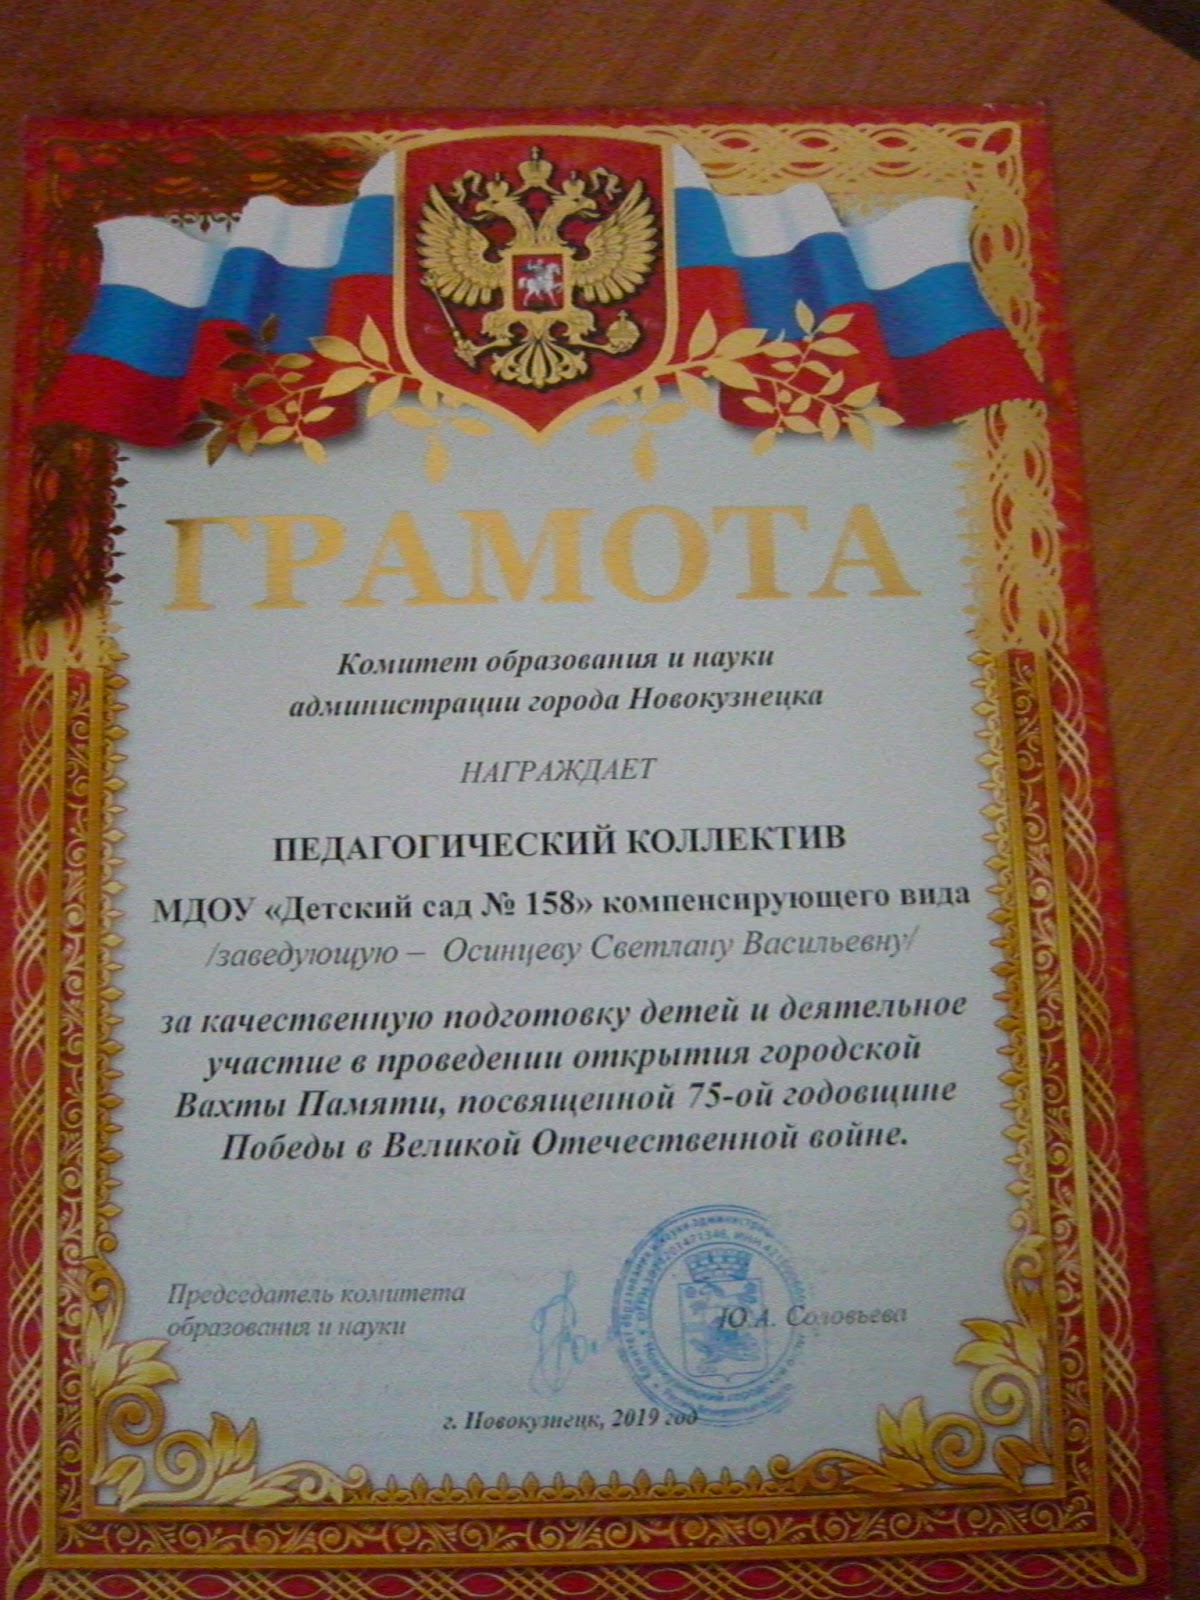 ГРАМОТА
Комитет образования и науки
администрации города Новокузнецка
НАГРАЖДАЕТ
ПЕДАГОГИЧЕСКИЙ КОЛЛЕКТИВ
МДОУ «Детский сад № 158» компенсирующего вида
/заведующую – Осинцеву Светлану Васильевну/
за качественную подготовку детей и деятельное
участие в проведении открытия городской
Вахты Памяти, посвященной 75-ой годовщине
Победы в Великой Отечественной войне.
Председатель комитета
образования и науки
Ю.А. Соловьева
г. Новокузнецк, 2019 год